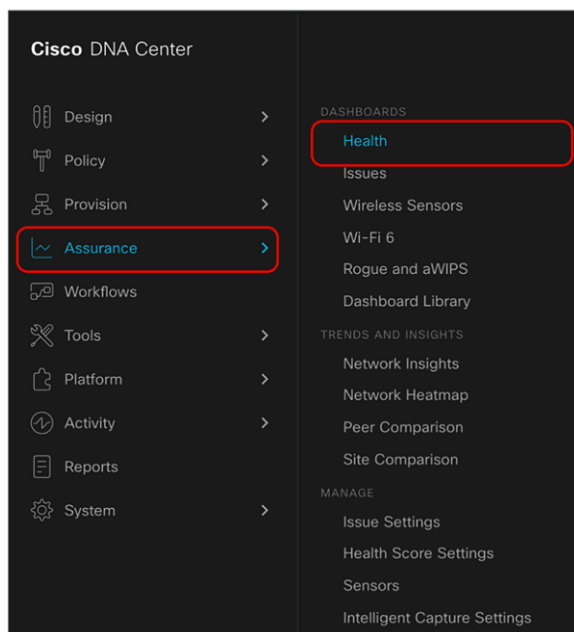 Cisco DNA Center
Design
Policy
Provision
Assurance
Workflows
Tools
Platform
Activity
Reports
System
DASHBOARDS
Health
Issues
Wireless Sensors
Wi-Fi 6
Rogue and aWIPS
Dashboard Library
TRENDS AND INSIGHTS
Network Insights
Network Heatmap
Peer Comparison
Site Comparison
MANAGE
Issue Settings
Health Score Settings
Sensors
Intelligent Capture Settings